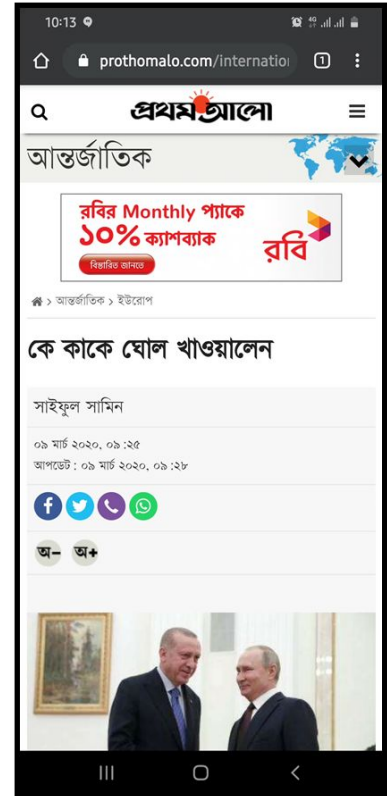 10:13
4G
prothomalo.com/internatio
1
প্রথম আলো
আন্তর্জাতিক
রবির Monthly প্যাকে
১০% ক্যাশব্যাক
বিস্তারিত জানতে
রবি
> আন্তর্জাতিক > ইউরোপ
কে কাকে ঘোল খাওয়ালেন
সাইফুল সামিন
০৯ মার্চ ২০২০, ০৯:২৫
আপডেট : ০৯ মার্চ ২০২০, ০৯:২৮
অ- অ+